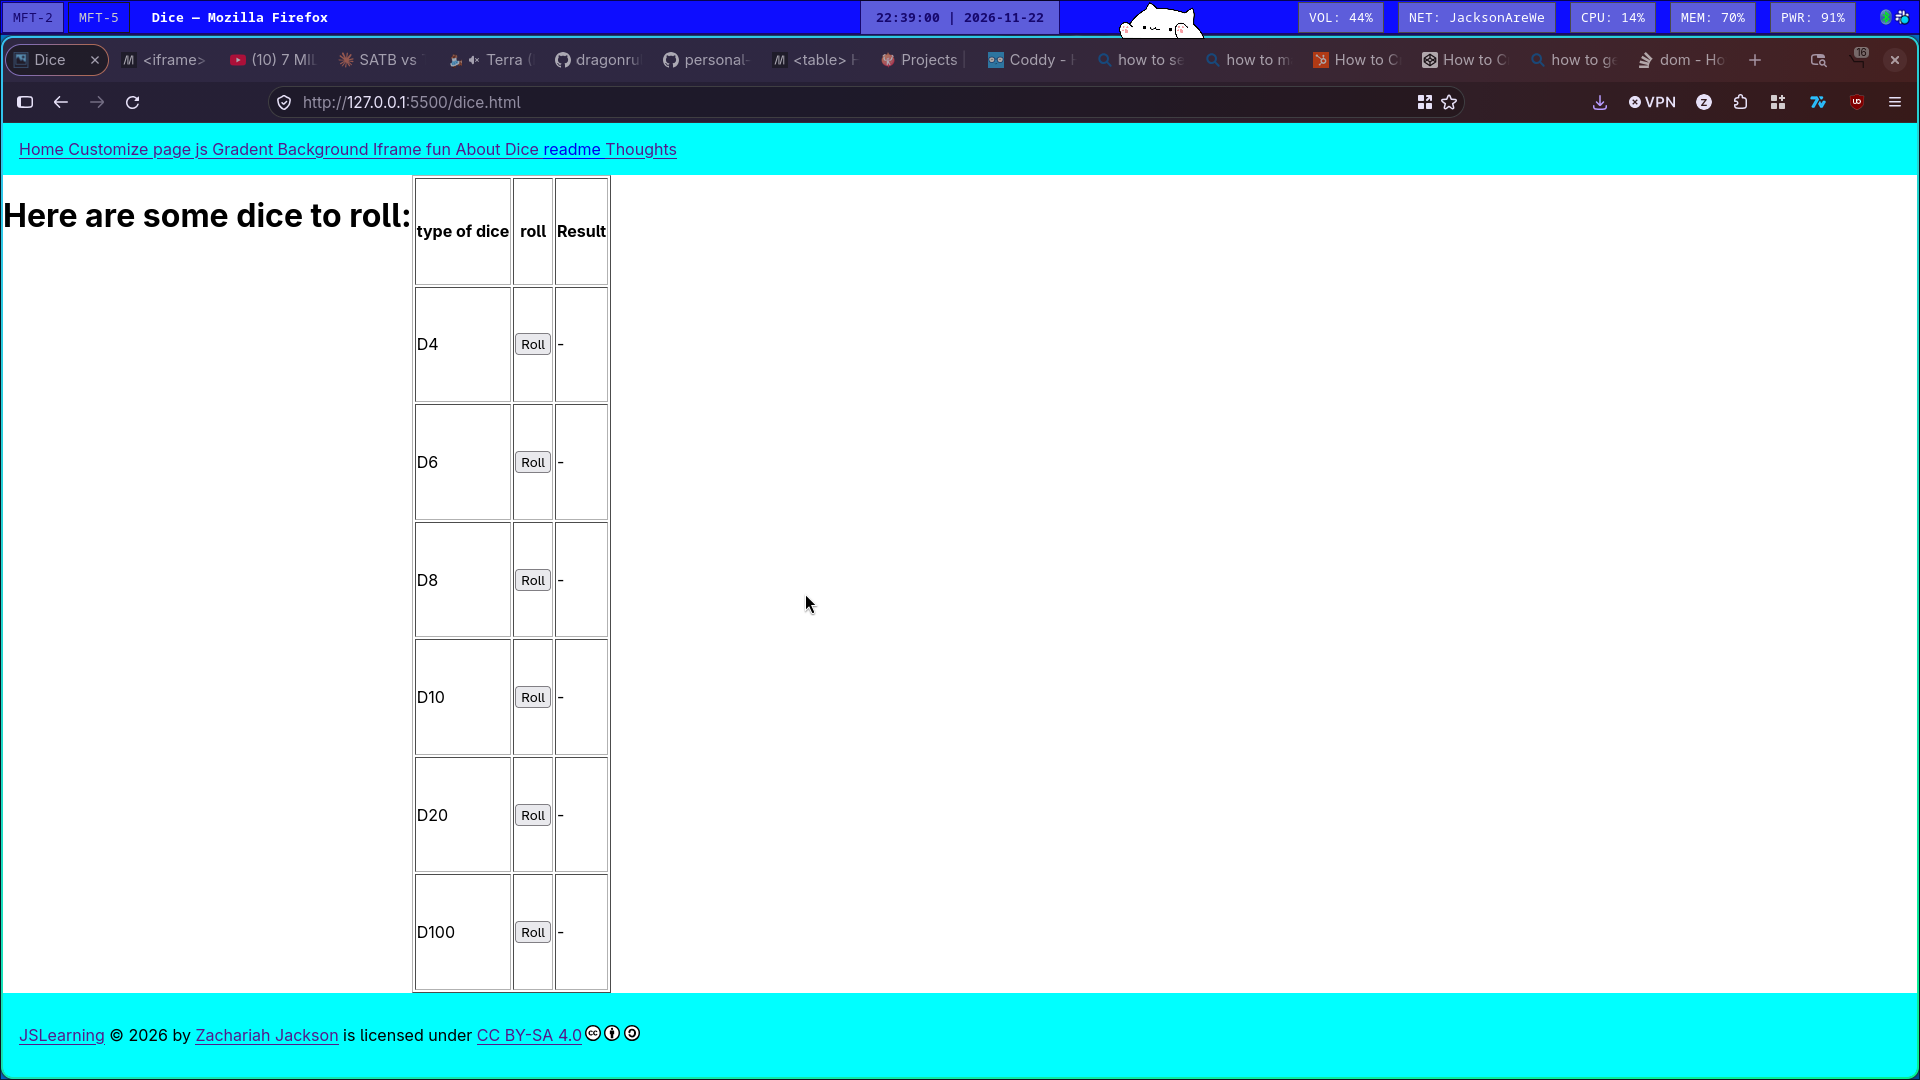 MFT-2 MFT-5 Dice — Mozilla Firefox 22:39:00 | 2026-11-22 VOL: 44% NET: JacksonAreWe CPU: 14% MEM: 70% PWR: 91%
Dice <iframe> (10) 7 MIL SATB vs Terra ( dragonru personal- <table> H Projects | Coddy - how to se how to m How to C How to C how to ge dom - Ho 16
http://127.0.0.1:5500/dice.html VPN Z
Home Customize page js Gradent Background Iframe fun About Dice readme Thoughts
Here are some dice to roll:
type of dice roll Result
D4 Roll -
D6 Roll -
D8 Roll -
D10 Roll -
D20 Roll -
D100 Roll -
JSLearning © 2026 by Zachariah Jackson is licensed under CC BY-SA 4.0